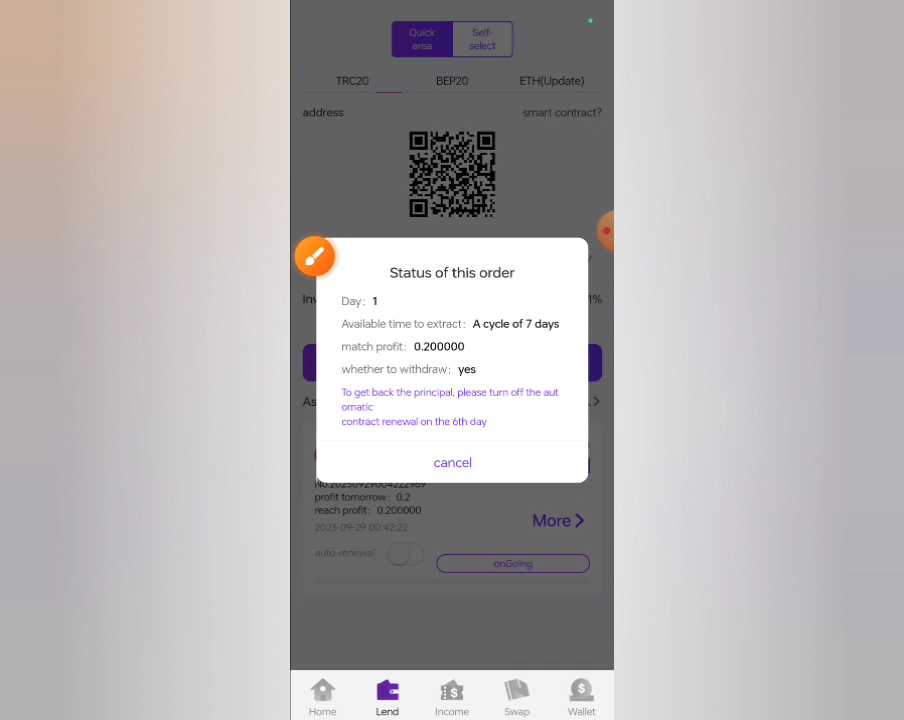 Quick area
Self-select
TRC20 BEP20 ETH(Update)
address smart contract?
Status of this order
Day: 1
Available time to extract: A cycle of 7 days
match profit: 0.200000
whether to withdraw: yes
To get back the principal, please turn off the aut
omatic
contract renewal on the 6th day
cancel
profit tomorrow: 0.2
reach profit: 0.200000
More
2023-09-29 00:42:22
auto-renewal
onGoing
Home Lend Income Swap Wallet